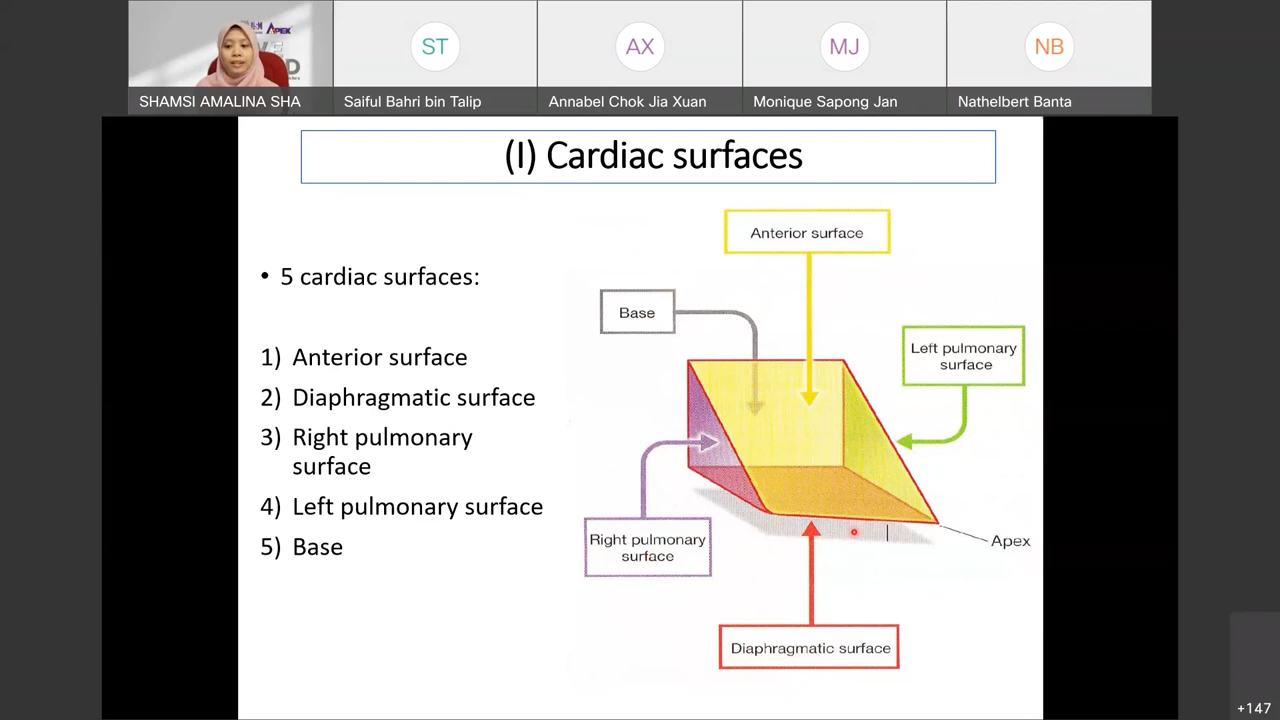 APEK
ST
AX
MJ
NB
SHAMSI AMALINA SHA
Saiful Bahri bin Talip
Annabel Chok Jia Xuan
Monique Sapong Jan
Nathelbert Banta
(I) Cardiac surfaces
• 5 cardiac surfaces:
1) Anterior surface
2) Diaphragmatic surface
3) Right pulmonary
surface
4) Left pulmonary surface
5) Base
Anterior surface
Base
Left pulmonary
surface
Right pulmonary
surface
Apex
Diaphragmatic surface
+147